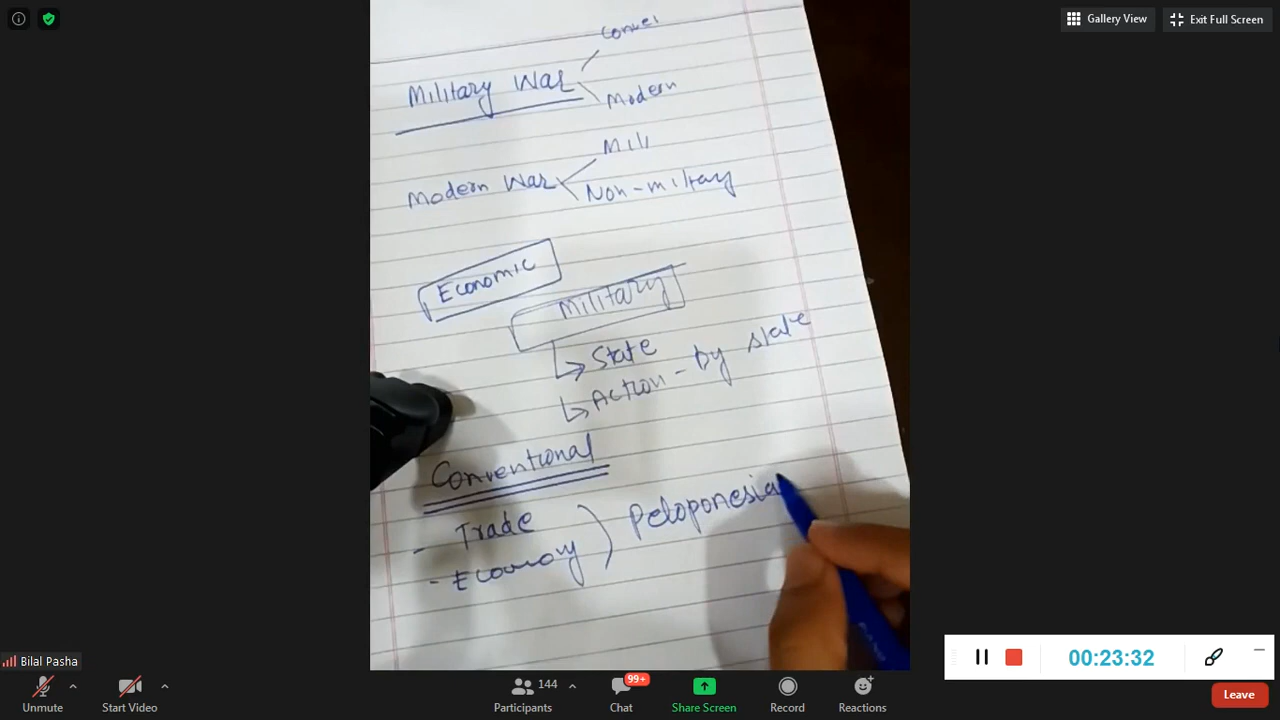 Gallery View
Exit Full Screen
Convel
Military War
Modern
Mili
Modern War
Non-military
Economic
Military
State
Action - by state
Conventional
- Trade
- Economy
Peloponesia
Bilal Pasha
00:23:32
Unmute
Start Video
144
Participants
99+
Chat
Share Screen
Record
Reactions
Leave